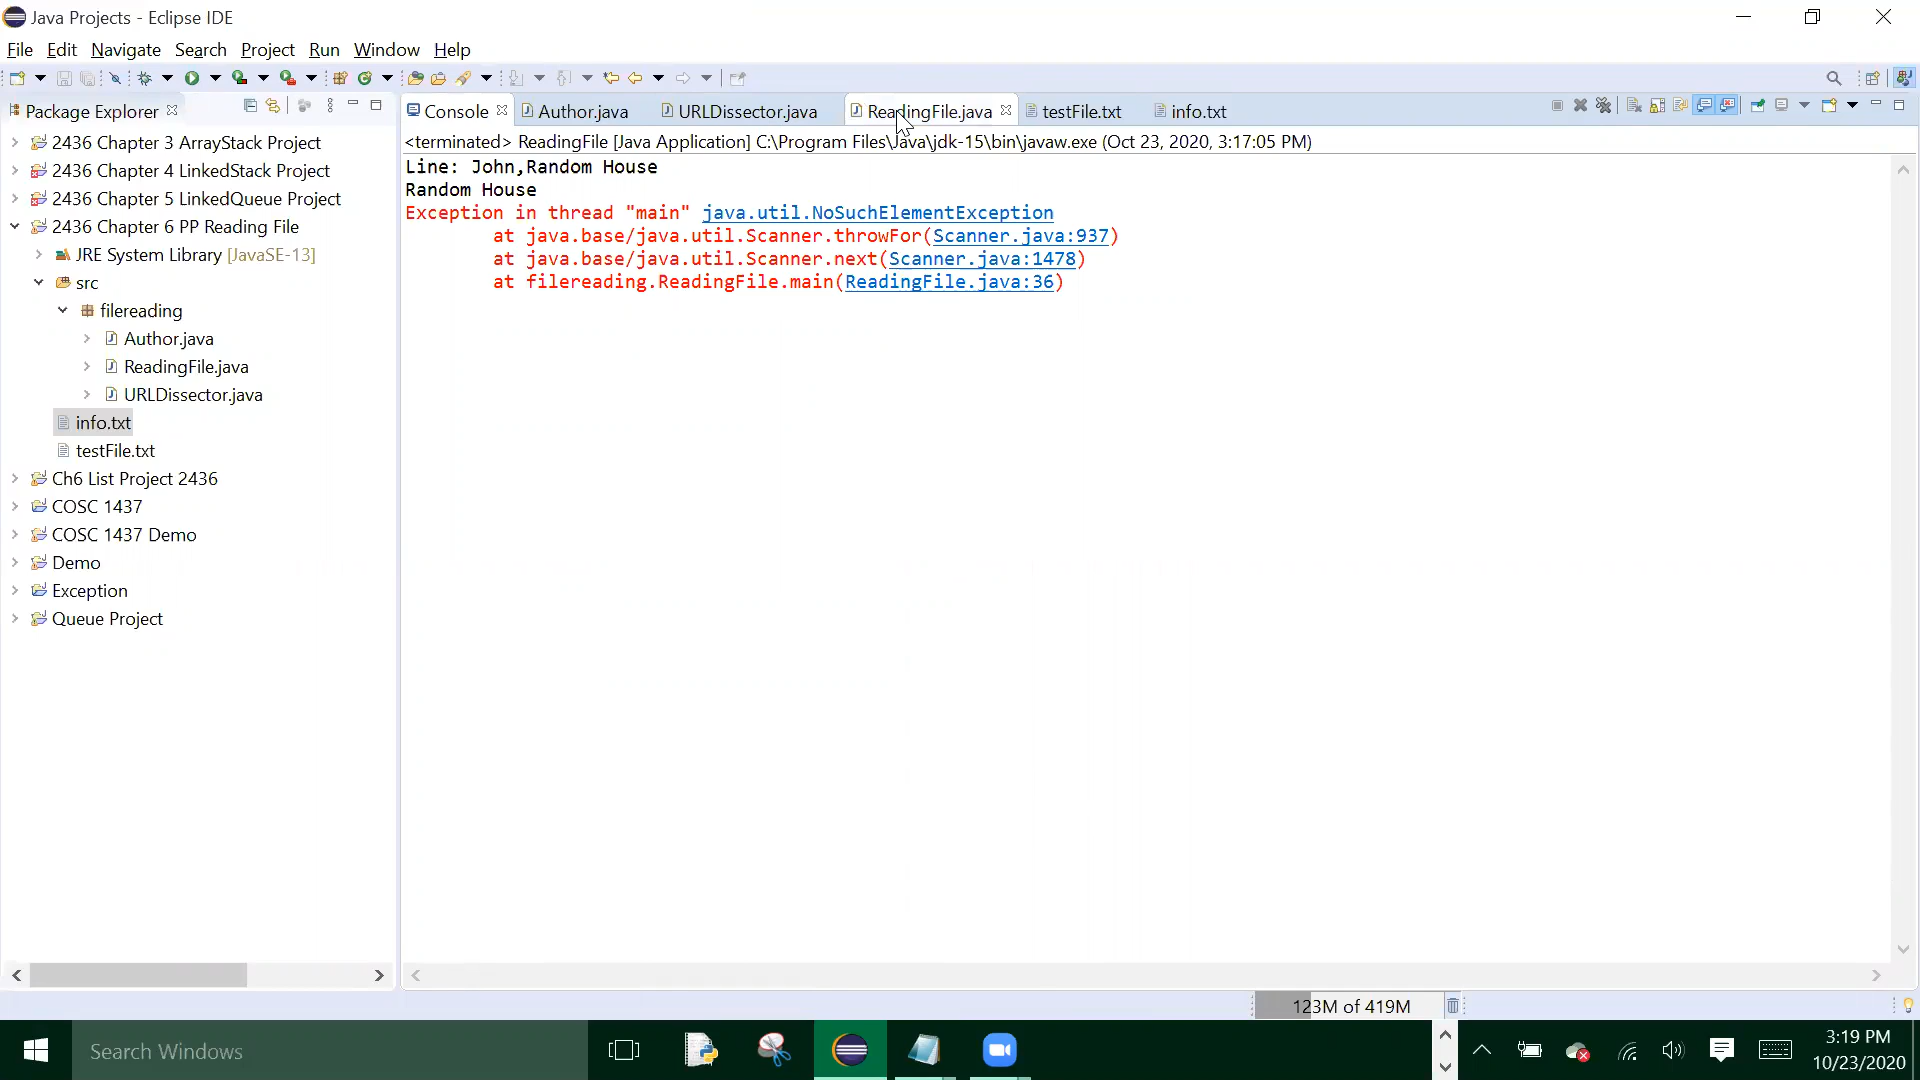 Java Projects - Eclipse IDE
File Edit Navigate Search Project Run Window Help
Package Explorer
Console Author.java URLDissector.java ReadingFile.java testFile.txt info.txt
<terminated> ReadingFile [Java Application] C:\Program Files\Java\jdk-15\bin\javaw.exe (Oct 23, 2020, 3:17:05 PM)
2436 Chapter 3 ArrayStack Project
2436 Chapter 4 LinkedStack Project
2436 Chapter 5 LinkedQueue Project
2436 Chapter 6 PP Reading File
JRE System Library [JavaSE-13]
src
filereading
Author.java
ReadingFile.java
URLDissector.java
info.txt
testFile.txt
Ch6 List Project 2436
COSC 1437
COSC 1437 Demo
Demo
Exception
Queue Project
Line: John,Random House
Random House
Exception in thread "main" java.util.NoSuchElementException
at java.base/java.util.Scanner.throwFor(Scanner.java:937)
at java.base/java.util.Scanner.next(Scanner.java:1478)
at filereading.ReadingFile.main(ReadingFile.java:36)
123M of 419M
Search Windows
3:19 PM
10/23/2020